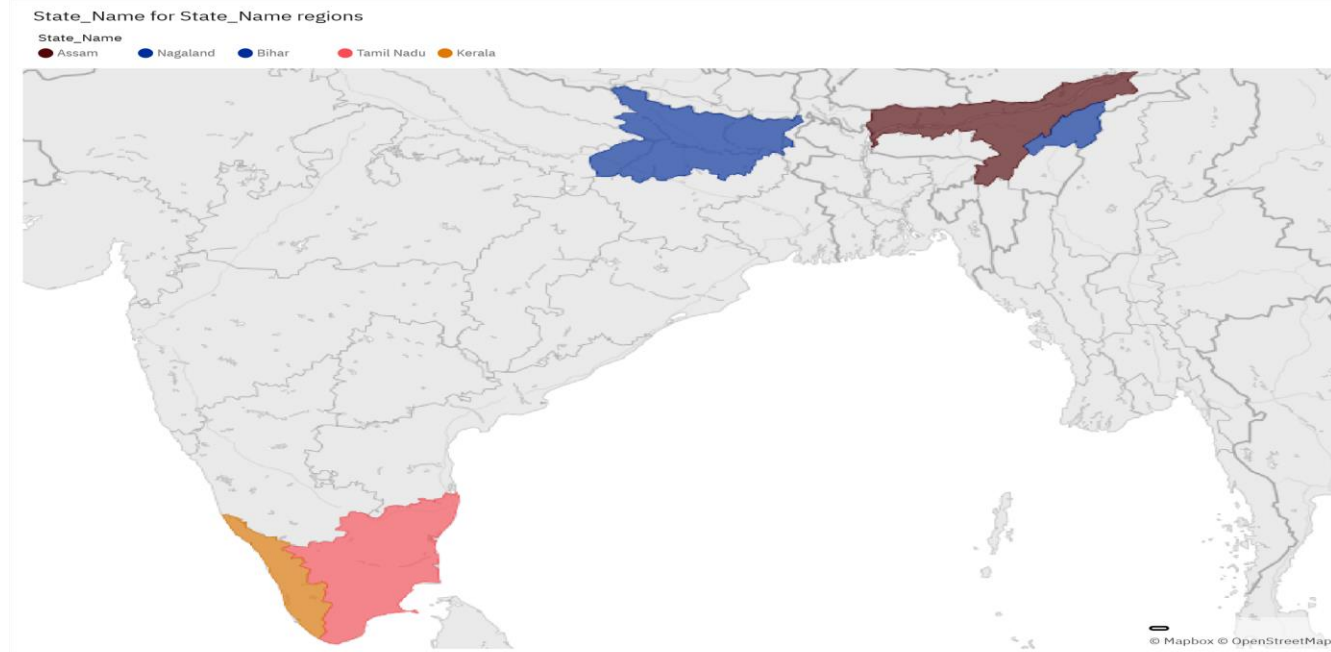 State_Name for State_Name regions
State_Name
Assam Nagaland Bihar Tamil Nadu Kerala
© Mapbox © OpenStreetMap